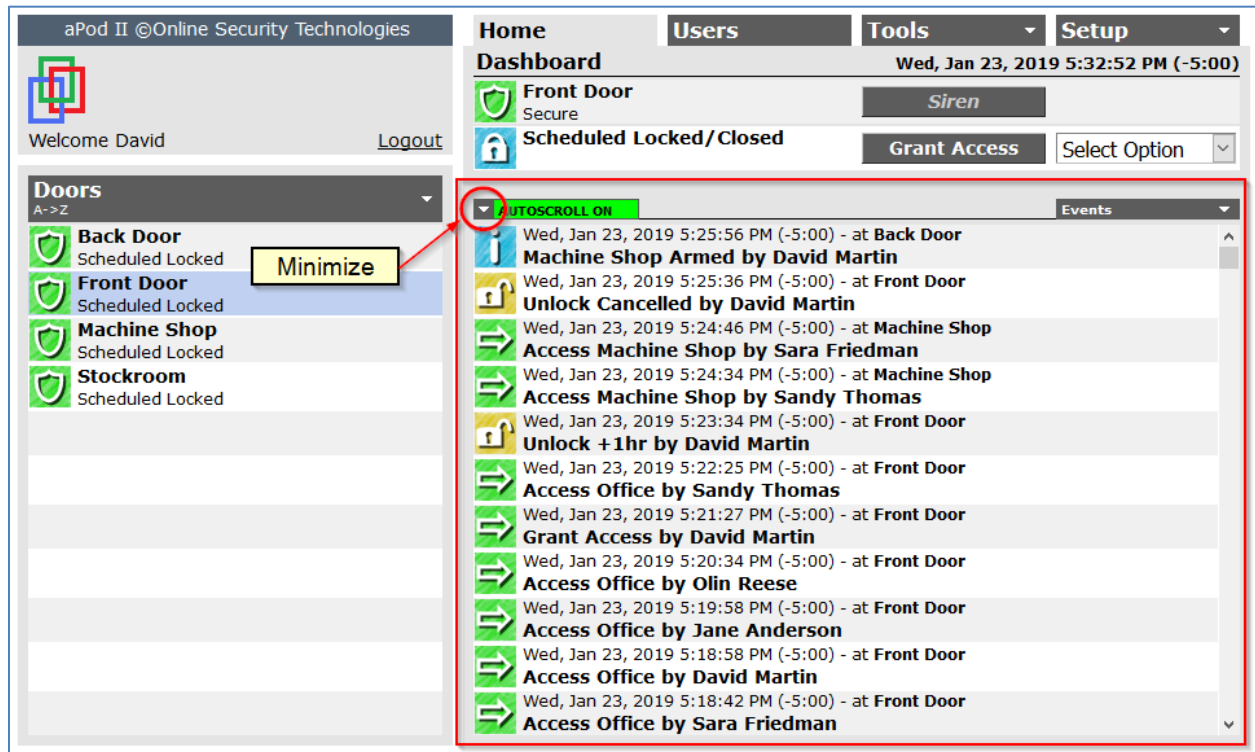 aPod II ©Online Security Technologies
Welcome David
Logout
Home
Users
Tools
Setup
Dashboard
Wed, Jan 23, 2019 5:32:52 PM (-5:00)
Front Door
Secure
Siren
Scheduled Locked/Closed
Grant Access
Select Option
Doors
A->Z
Back Door
Scheduled Locked
Front Door
Scheduled Locked
Machine Shop
Scheduled Locked
Stockroom
Scheduled Locked
Minimize
AUTOSCROLL ON
Events
Wed, Jan 23, 2019 5:25:56 PM (-5:00) - at Back Door
Machine Shop Armed by David Martin
Wed, Jan 23, 2019 5:25:36 PM (-5:00) - at Front Door
Unlock Cancelled by David Martin
Wed, Jan 23, 2019 5:24:46 PM (-5:00) - at Machine Shop
Access Machine Shop by Sara Friedman
Wed, Jan 23, 2019 5:24:34 PM (-5:00) - at Machine Shop
Access Machine Shop by Sandy Thomas
Wed, Jan 23, 2019 5:23:34 PM (-5:00) - at Front Door
Unlock +1hr by David Martin
Wed, Jan 23, 2019 5:22:25 PM (-5:00) - at Front Door
Access Office by Sandy Thomas
Wed, Jan 23, 2019 5:21:27 PM (-5:00) - at Front Door
Grant Access by David Martin
Wed, Jan 23, 2019 5:20:34 PM (-5:00) - at Front Door
Access Office by Olin Reese
Wed, Jan 23, 2019 5:19:58 PM (-5:00) - at Front Door
Access Office by Jane Anderson
Wed, Jan 23, 2019 5:18:58 PM (-5:00) - at Front Door
Access Office by David Martin
Wed, Jan 23, 2019 5:18:42 PM (-5:00) - at Front Door
Access Office by Sara Friedman